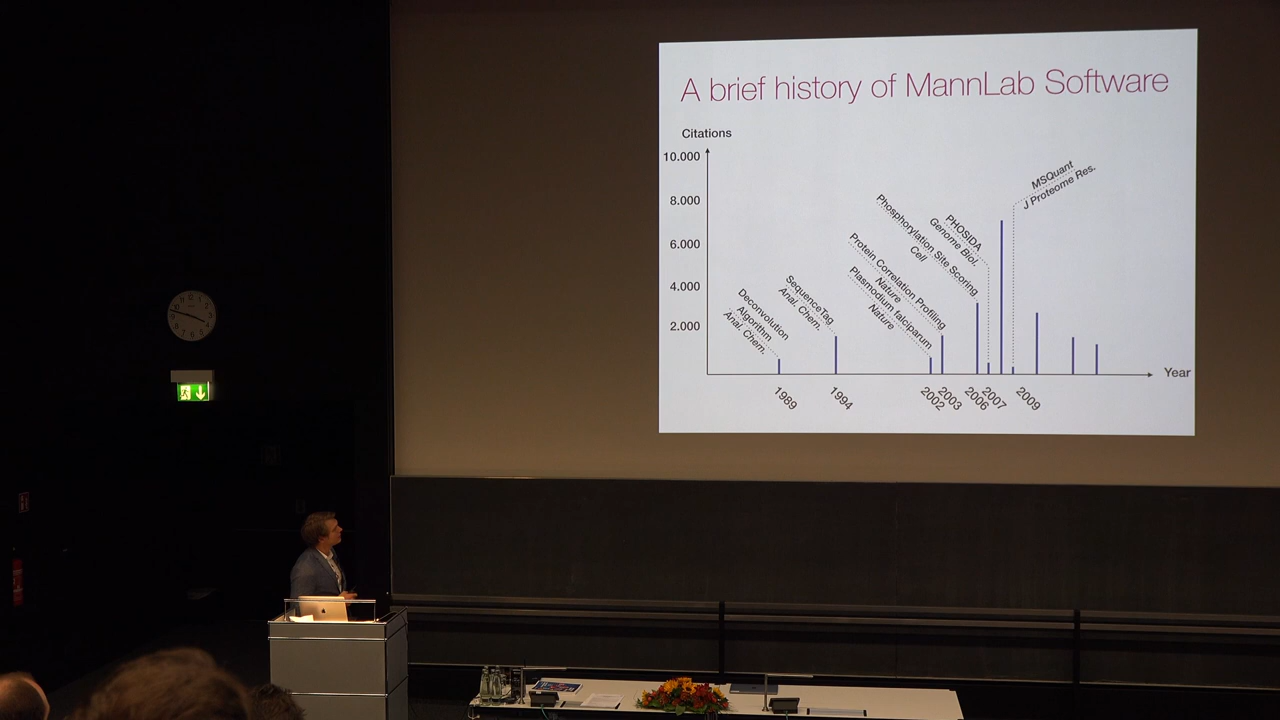 A brief history of MannLab Software
Citations
10.000
8.000
6.000
4.000
2.000
Deconvolution
Algorithm
Anal. Chem.
SequenceTag
Anal. Chem.
Plasmodium falciparum
Nature
Protein Correlation Profiling
Nature
Phosphorylation Site Scoring
Cell
PHOSIDA
Genome Biol.
MSQuant
J Proteome Res.
Year
1989
1994
2002
2003
2006
2007
2009